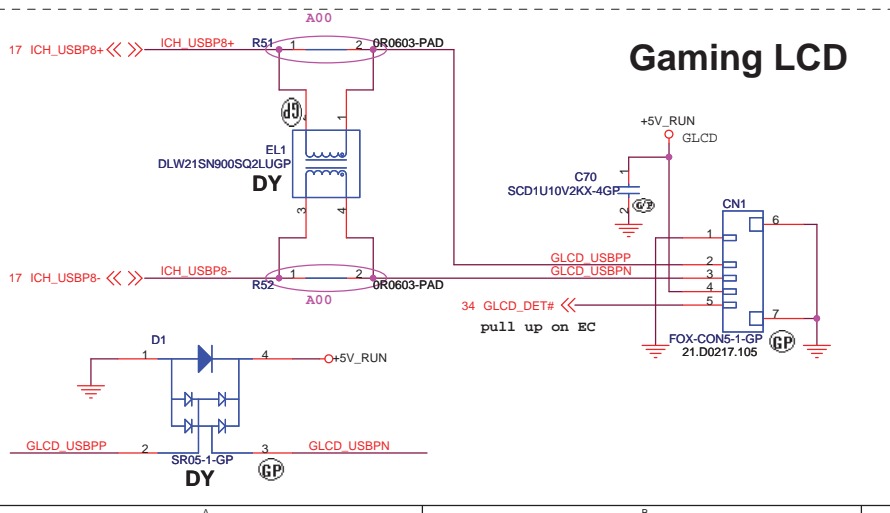 A00
17 ICH_USBP8+ ICH_USBP8+ R51 1 2 0R0603-PAD
Gaming LCD
+5V_RUN
GLCD
GP 1
EL1
DLW21SN900SQ2LUGP
DY
3 4
C70
SCD1U10V2KX-4GP
1
2 G/P
CN1
1 6
GLCD_USBPP 2
GLCD_USBPN 3
4
34 GLCD_DET# 5
7
pull up on EC
FOX-CON5-1-GP GP
21.D0217.105
17 ICH_USBP8- ICH_USBP8- R52 1 2 0R0603-PAD
A00
D1
1 4 +5V_RUN
GLCD_USBPP 2 3 GLCD_USBPN
SR05-1-GP GP
DY
A B